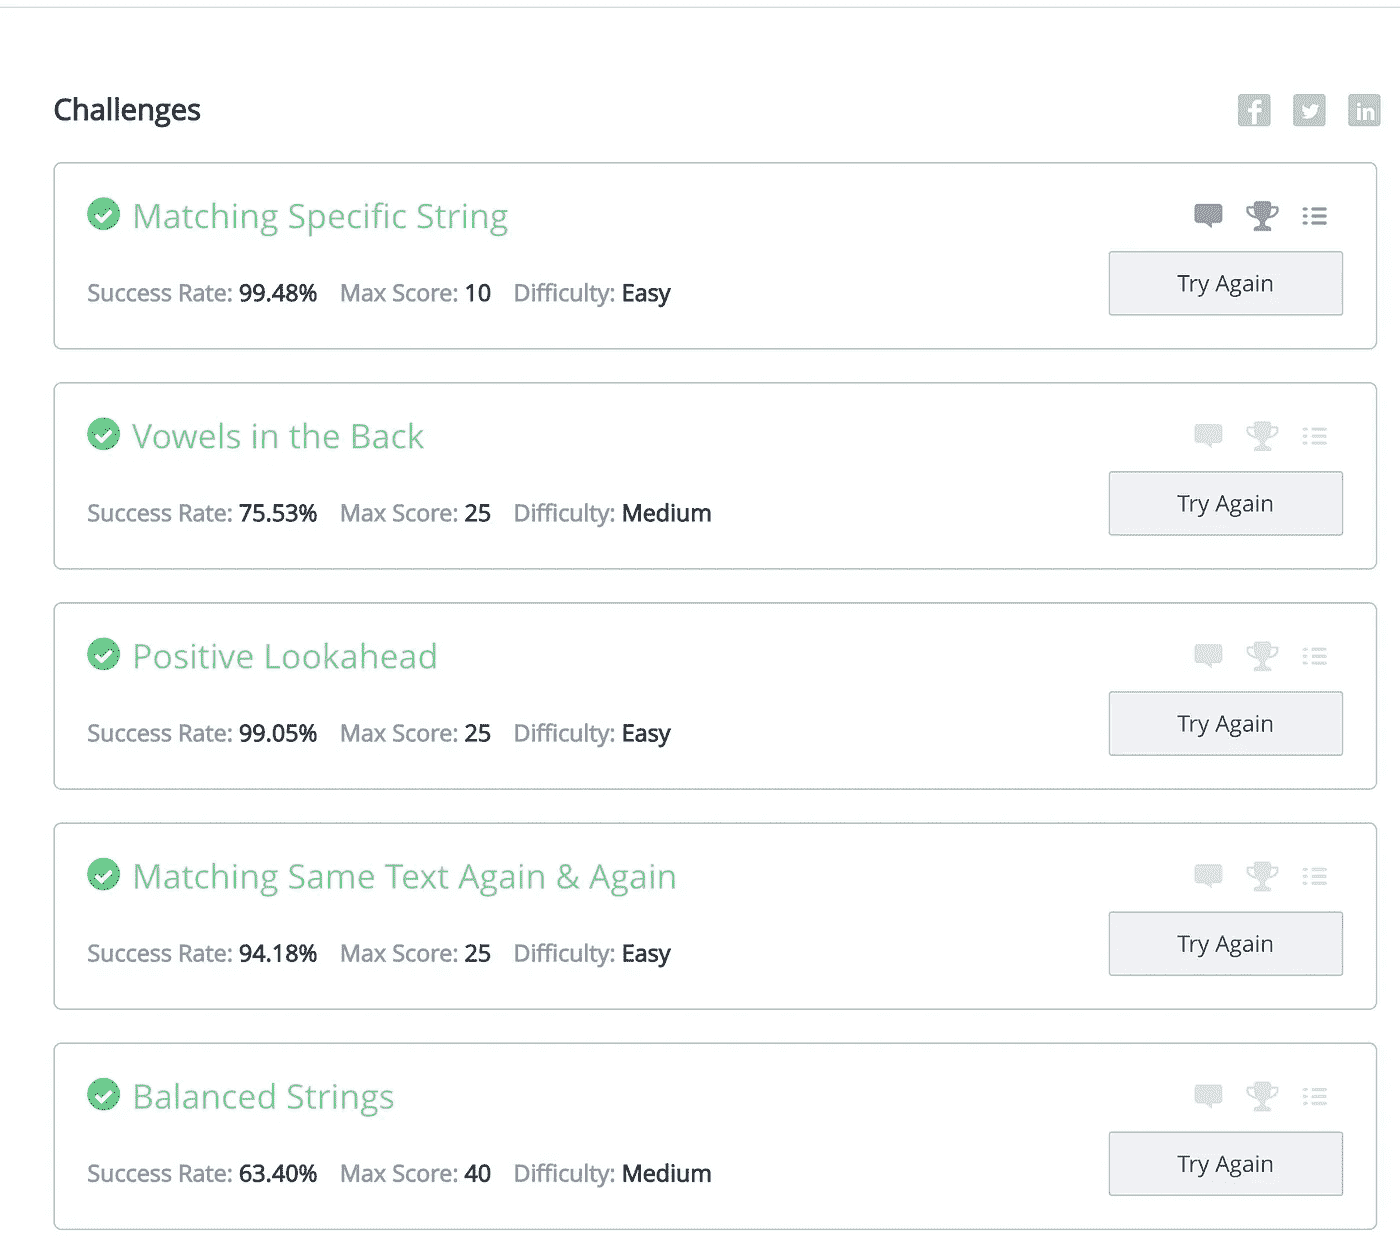 Challenges
Matching Specific String
Success Rate: 99.48% Max Score: 10 Difficulty: Easy
Try Again
Vowels in the Back
Success Rate: 75.53% Max Score: 25 Difficulty: Medium
Try Again
Positive Lookahead
Success Rate: 99.05% Max Score: 25 Difficulty: Easy
Try Again
Matching Same Text Again & Again
Success Rate: 94.18% Max Score: 25 Difficulty: Easy
Try Again
Balanced Strings
Success Rate: 63.40% Max Score: 40 Difficulty: Medium
Try Again